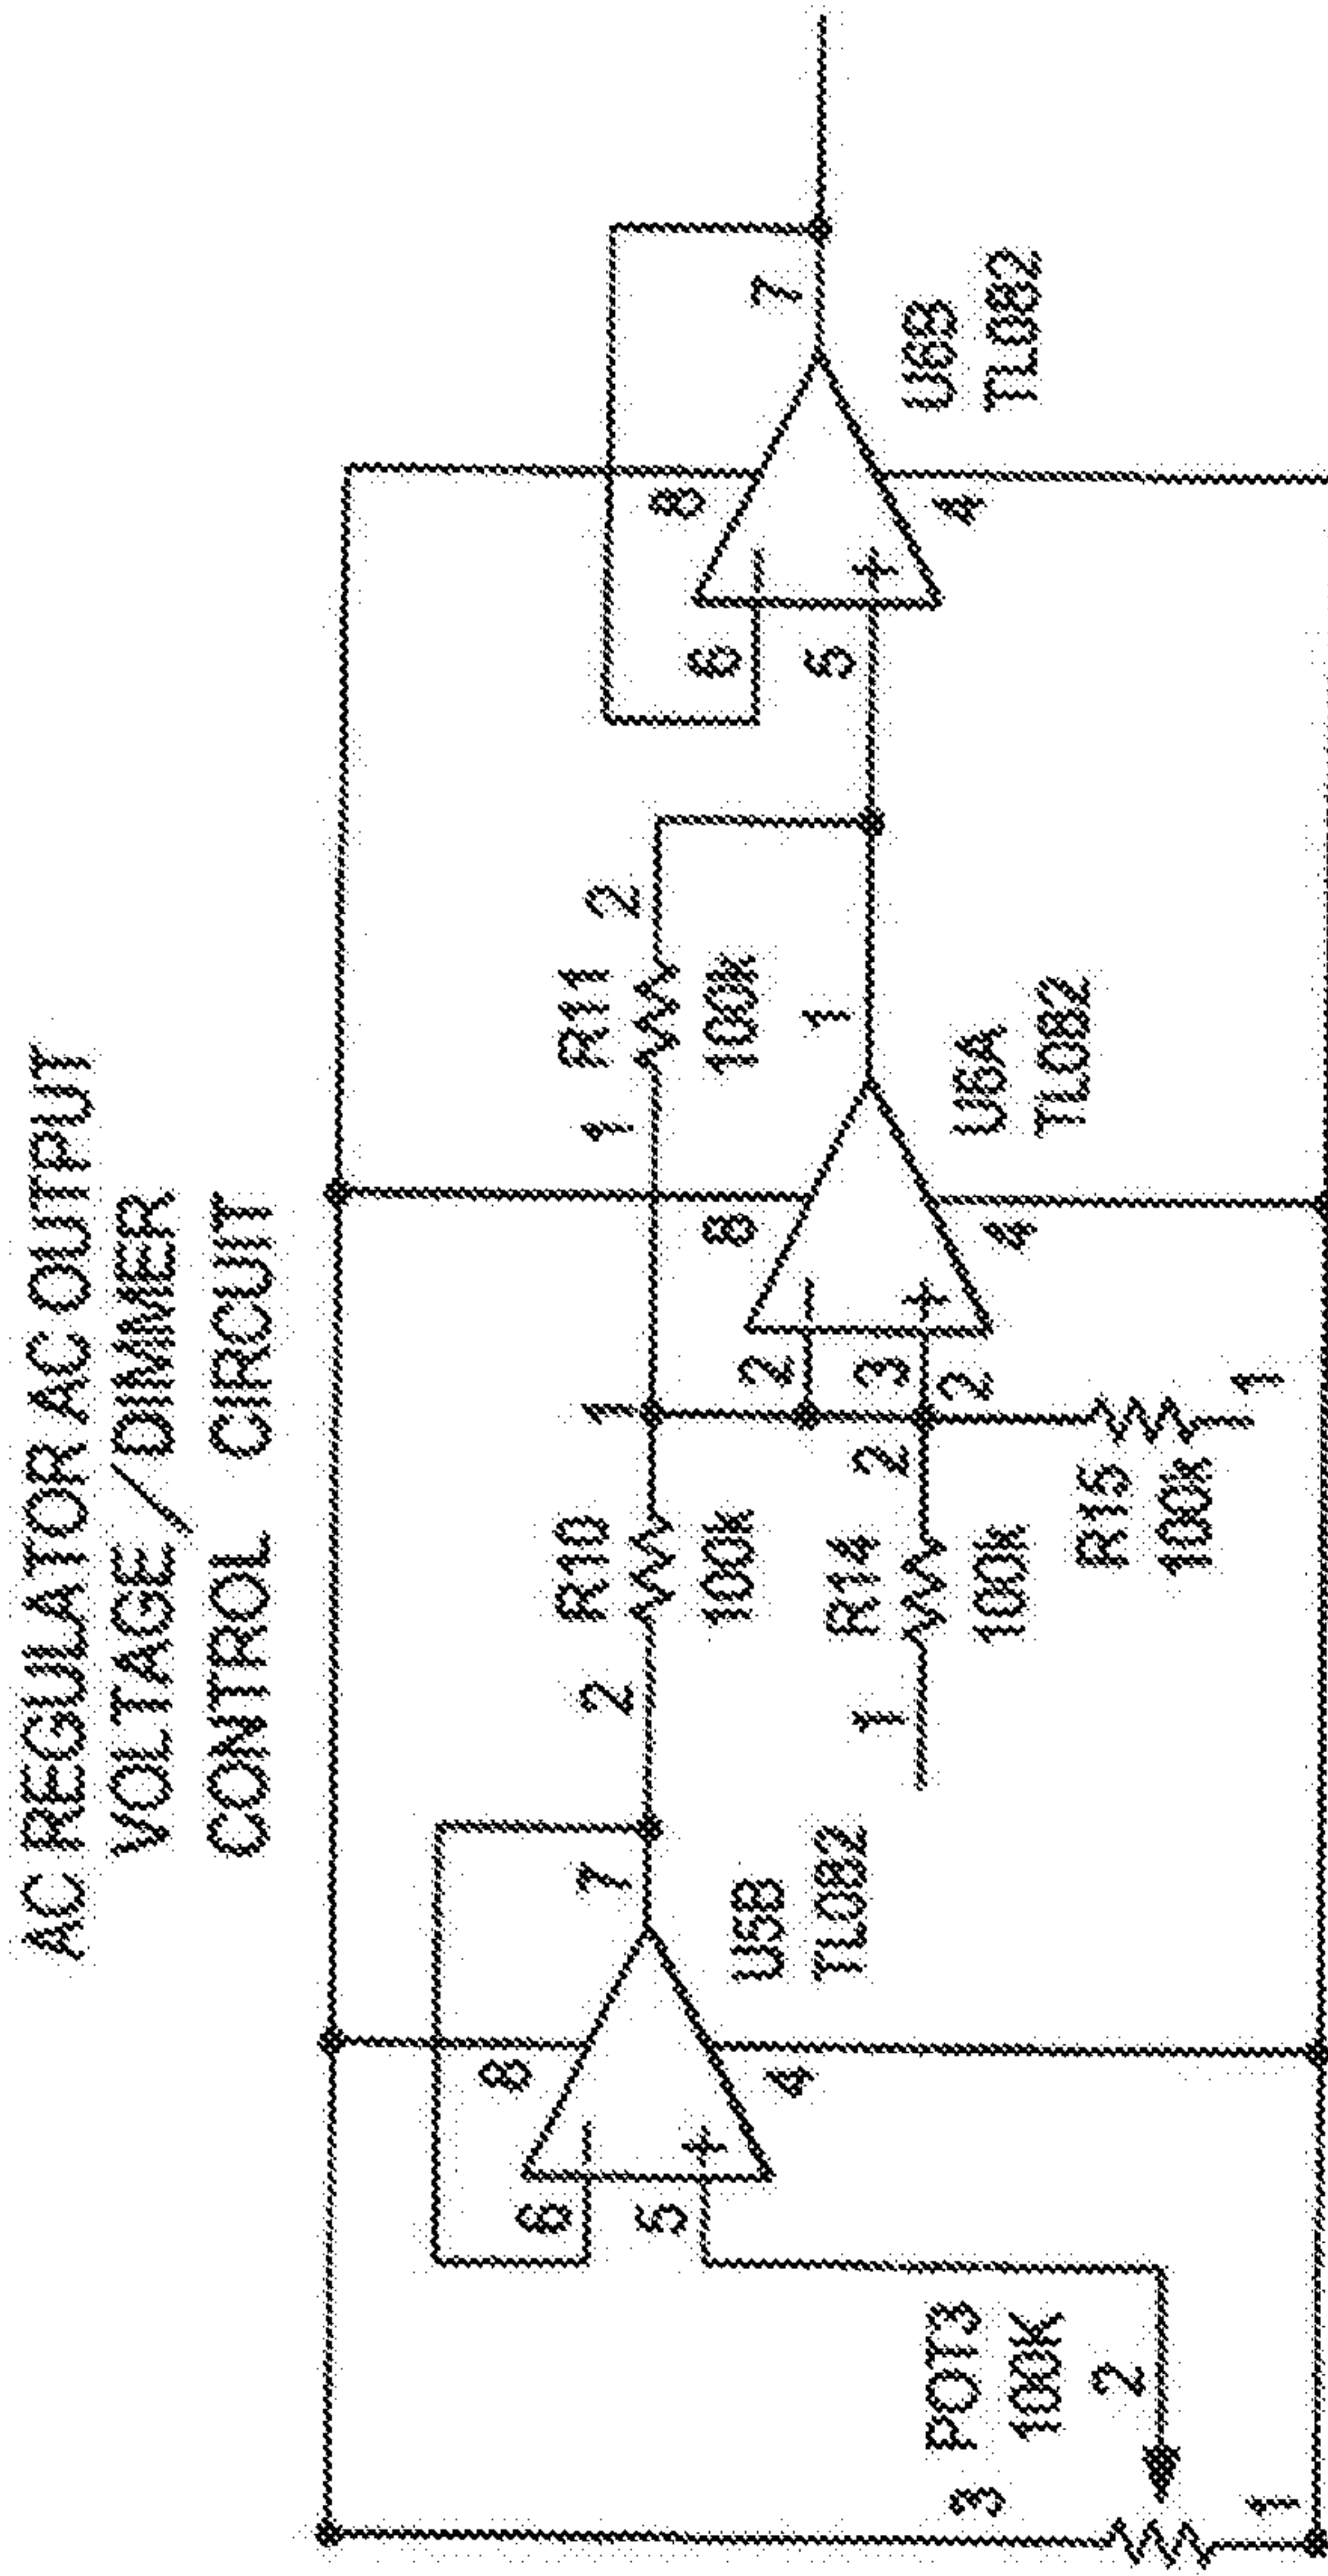 AC REGULATOR AC OUTPUT
VOLTAGE/DIMMER
CONTROL CIRCUIT
3
POT3
100K
2
1
6
5
8
4
7
U5B
TL082
2
R10
100k
1
1
R14
100k
2
2
3
2
R15
100k
1
8
4
1
U6A
TL082
1
R11
100k
2
6
5
8
4
7
U6B
TL082